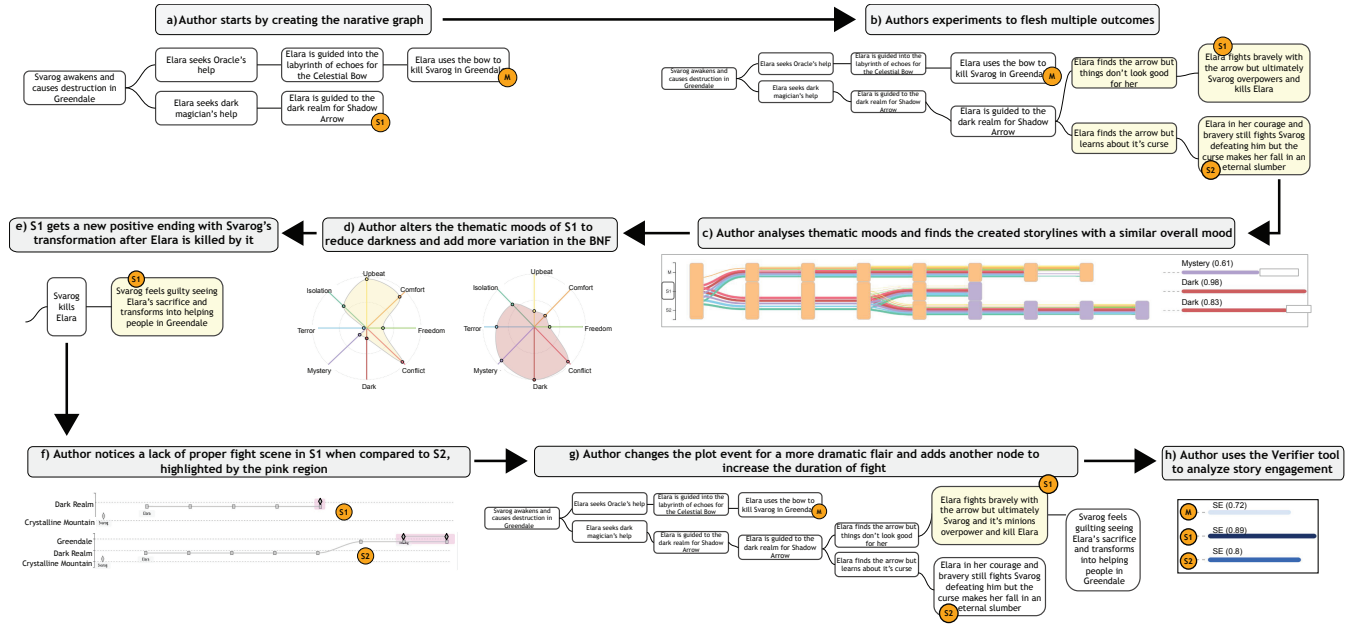 a)Author starts by creating the narative graph
b) Authors experiments to flesh multiple outcomes
Svarog awakens and
causes destruction in
Greendale
Elara seeks Oracle's
help
Elara is guided into the
labyrinth of echoes for
the Celestial Bow
Elara uses the bow to
kill Svarog in Greendale
M
Elara seeks dark
magician's help
Elara is guided to the
dark realm for Shadow
Arrow
S1
Svarog awakens and
causes destruction in
Greendale
Elara seeks Oracle's help
Elara is guided into the
labyrinth of echoes for
the Celestial Bow
Elara uses the bow to
kill Svarog in Greendale
M
Elara seeks dark
magician's help
Elara is guided to the
dark realm for Shadow
Arrow
Elara is guided to the
dark realm for Shadow
Arrow
Elara finds the arrow but
things don't look good
for her
S1
Elara fights bravely with
the arrow but ultimately
Svarog overpowers and
kills Elara
Elara finds the arrow but
learns about it's curse
Elara in her courage and
bravery still fights Svarog
defeating him but the
curse makes her fall in an
eternal slumber
S2
e) S1 gets a new positive ending with Svarog's
transformation after Elara is killed by it
d) Author alters the thematic moods of S1 to
reduce darkness and add more variation in the BNF
c) Author analyses thematic moods and finds the created storylines with a similar overall mood
Svarog
kills
Elara
S1
Svarog feels guilty seeing
Elara's sacrifice and
transforms into helping
people in Greendale
Upbeat
Comfort
Freedom
Conflict
Dark
Mystery
Terror
Isolation
Upbeat
Comfort
Freedom
Conflict
Dark
Mystery
Terror
Isolation
M
S1
S2
Mystery (0.61)
Dark (0.98)
Dark (0.83)
f) Author notices a lack of proper fight scene in S1 when compared to S2,
highlighted by the pink region
g) Author changes the plot event for a more dramatic flair and adds another node to
increase the duration of fight
h) Author uses the Verifier tool
to analyze story engagement
Dark Realm
Crystalline Mountain
Elara
S1
Greendale
Dark Realm
Crystalline Mountain
Elara
S2
Svarog awakens and
causes destruction in
Greendale
Elara seeks Oracle's help
Elara is guided into the
labyrinth of echoes for
the Celestial Bow
Elara uses the bow to
kill Svarog in Greendale
M
Elara seeks dark
magician's help
Elara is guided to the
dark realm for Shadow
Arrow
Elara is guided to the
dark realm for Shadow
Arrow
Elara finds the arrow but
things don't look good
for her
Elara finds the arrow but
learns about it's curse
S1
Elara fights bravely with
the arrow but ultimately
Svarog and it's minions
overpower and kill Elara
Elara in her courage and
bravery still fights Svarog
defeating him but the
curse makes her fall in an
eternal slumber
S2
Svarog feels
guilting seeing
Elara's sacrifice
and transforms
into helping
people in
Greendale
M
SE (0.72)
S1
SE (0.89)
S2
SE (0.8)